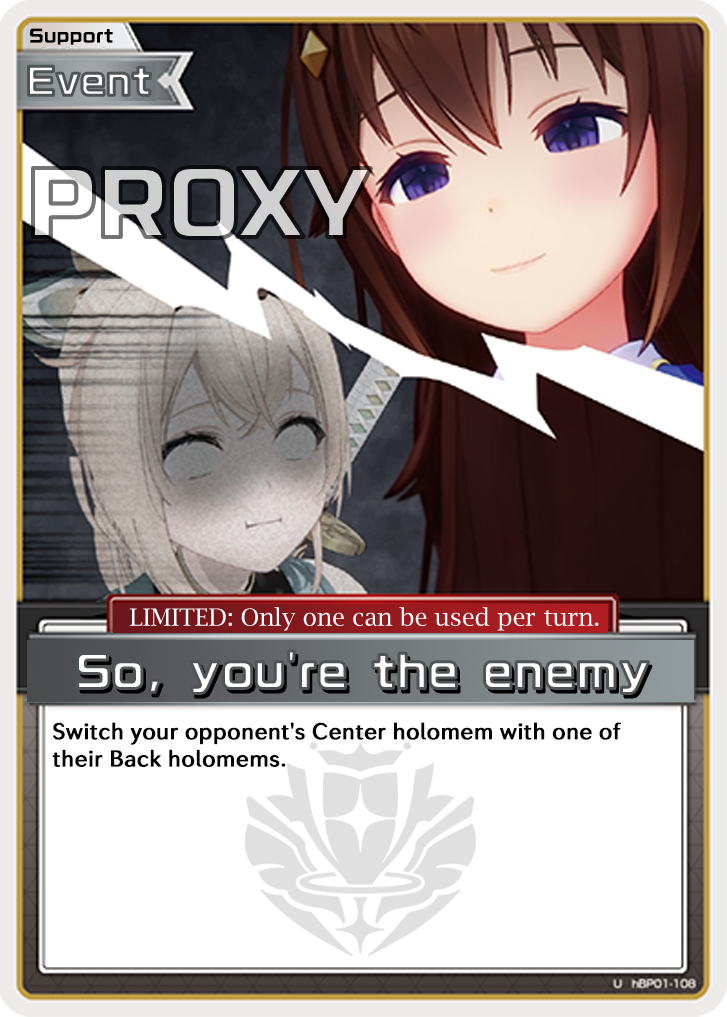 Support
Event
PROXY
LIMITED: Only one can be used per turn.
So, you're the enemy
Switch your opponent's Center holomem with one of
their Back holomems.
U hBP01-108